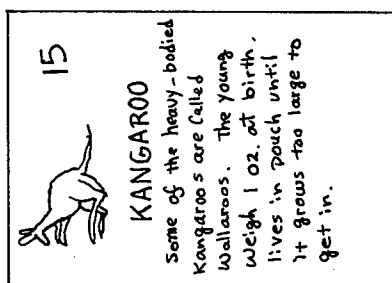 15
KANGAROO
Some of the heavy-bodied
Kangaroos are called
Wallaroos. The young
weigh 1 oz. at birth.
lives in pouch until
it grows too large to
get in.